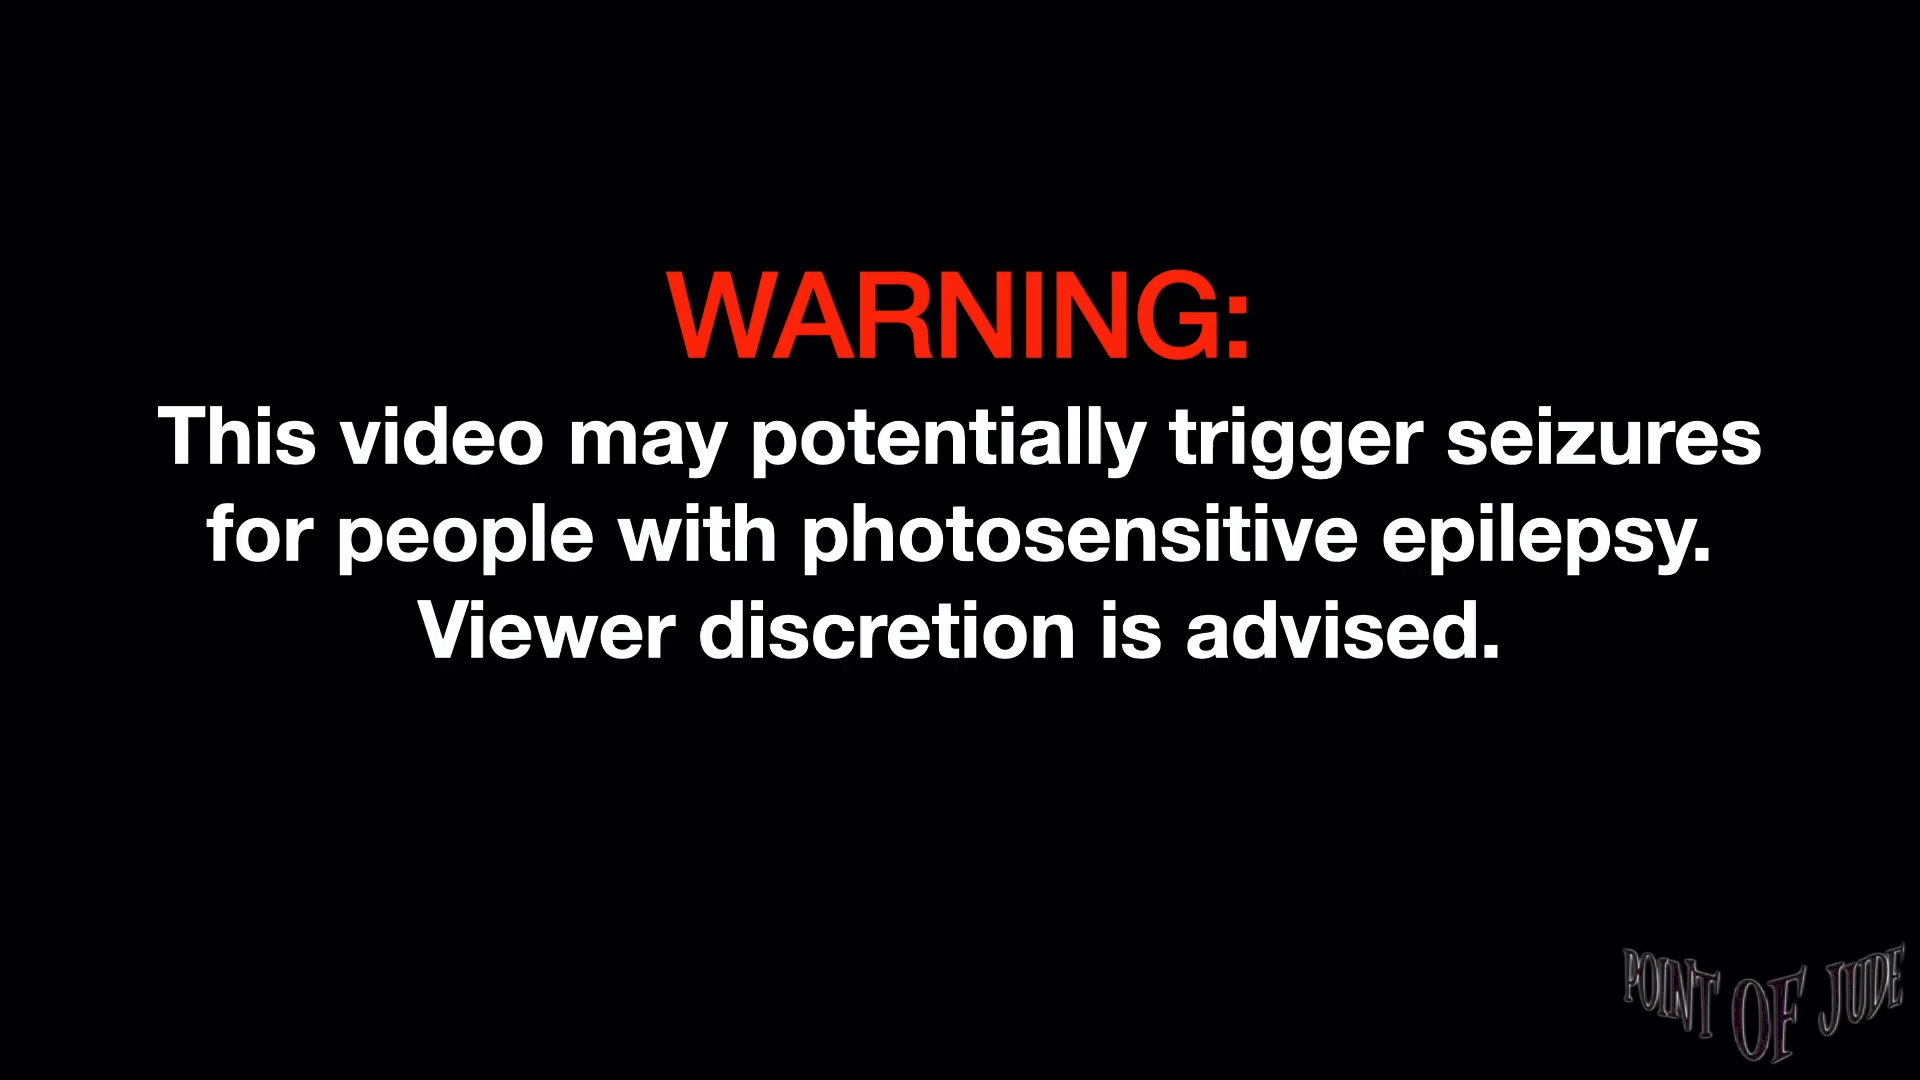 WARNING:
This video may potentially trigger seizures
for people with photosensitive epilepsy.
Viewer discretion is advised.
POINT OF JUDE